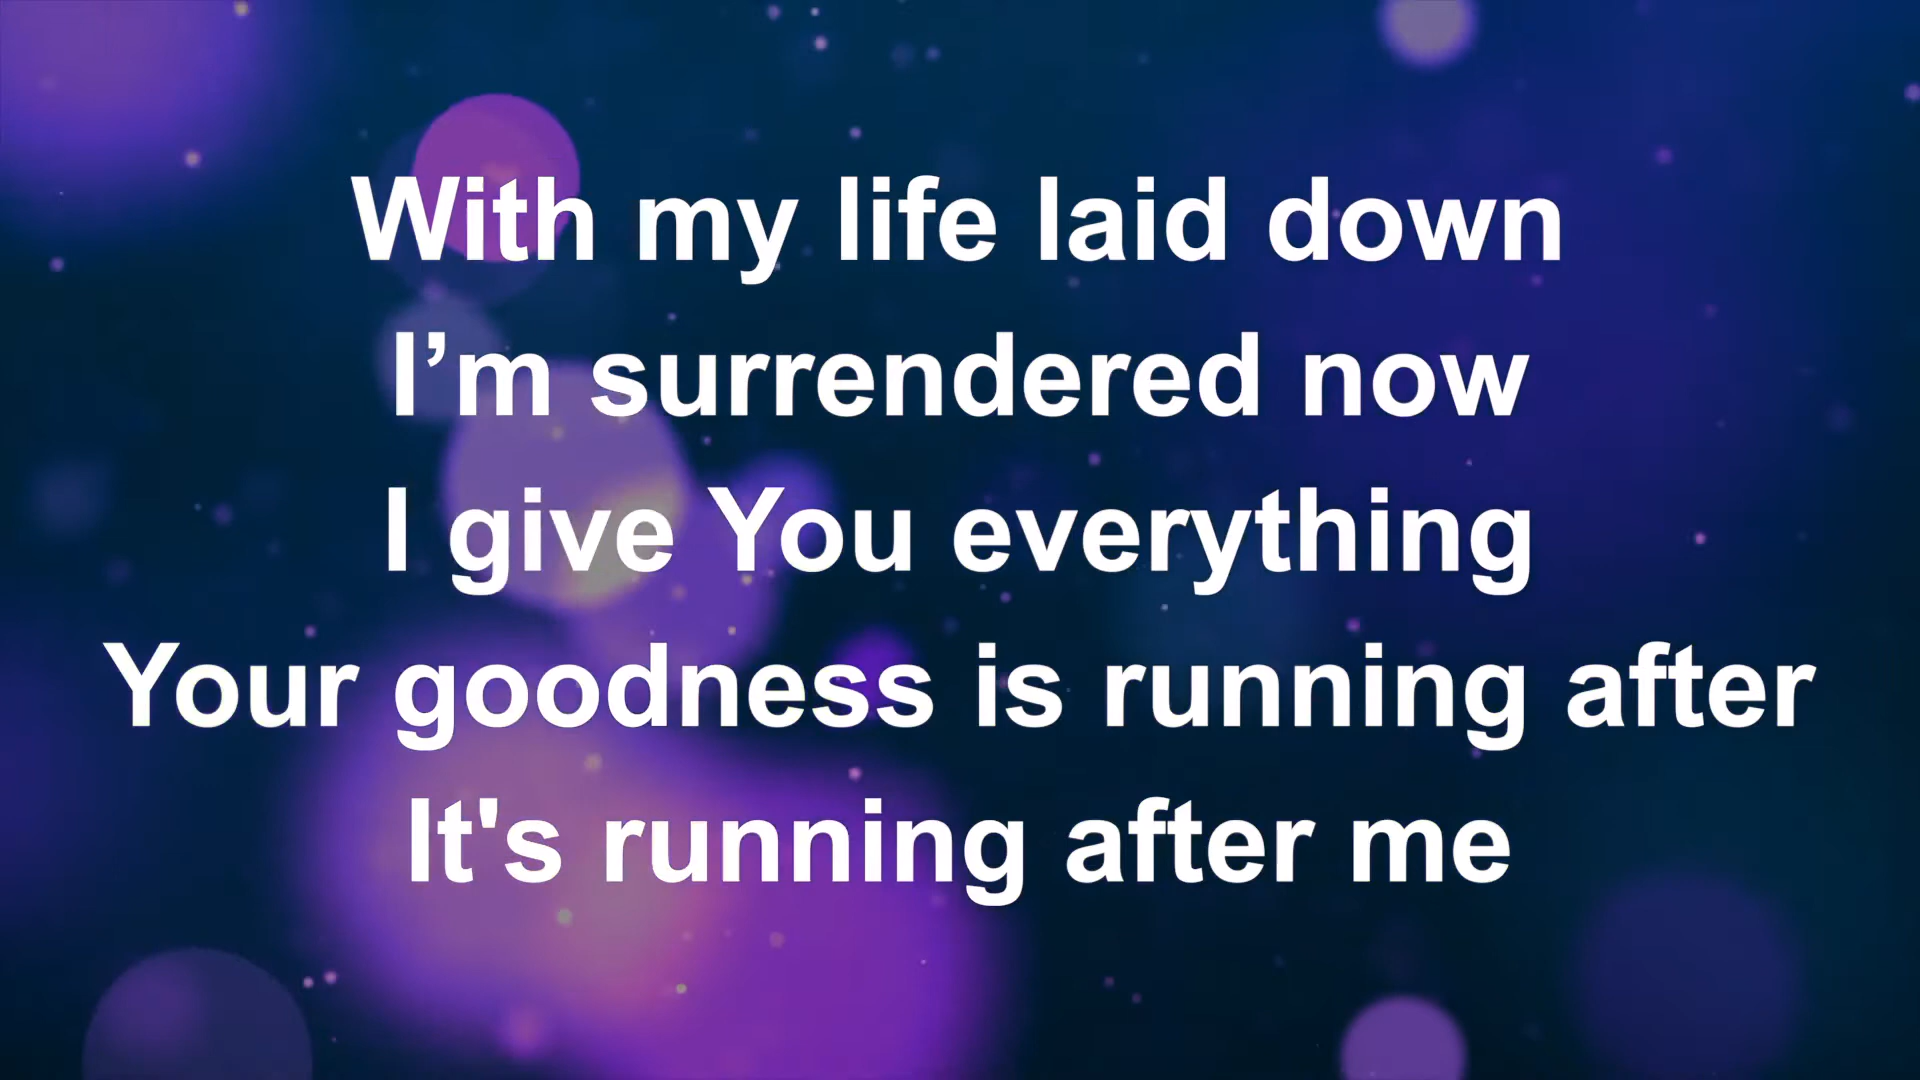 With my life laid down
I’m surrendered now
I give You everything
Your goodness is running after
It's running after me